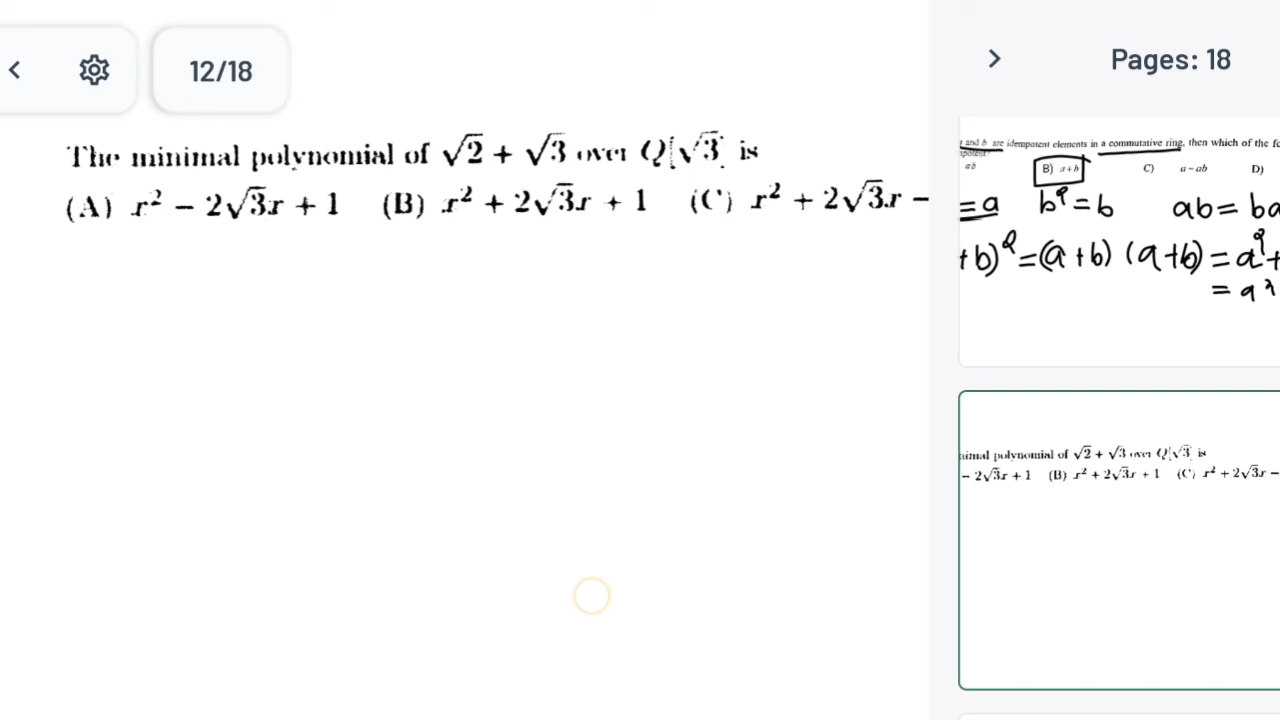 12/18
The minimal polynomial of √2 + √3 over Q[√3] is
(A) x² − 2√3x + 1 (B) x² + 2√3x + 1 (C) x² + 2√3x −
Pages: 18
and b are idempotent elements in a commutative ring, then which of the fo
ab B) a+b C) a − ab D)
= a b² = b ab = ba
+b)² = (a+b) (a+b) = a² +
= a²
imal polynomial of √2 + √3 over Q[√3] is
− 2√3x + 1 (B) x² + 2√3x + 1 (C) x² + 2√3x −